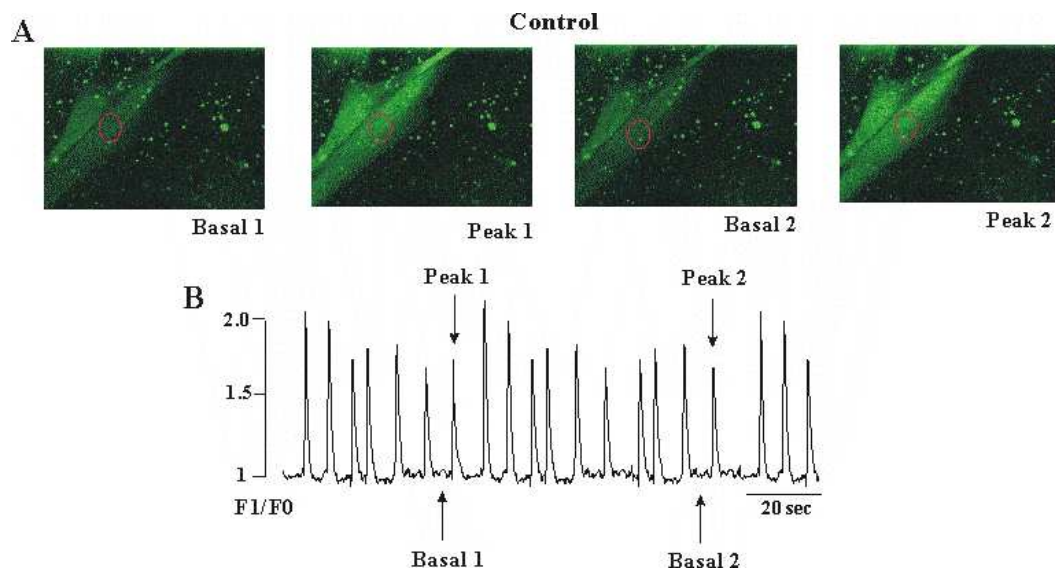 Control
A
Basal 1
Peak 1
Basal 2
Peak 2
B
Peak 1
Peak 2
2.0
1.5
1
F1/F0
20 sec
Basal 1
Basal 2